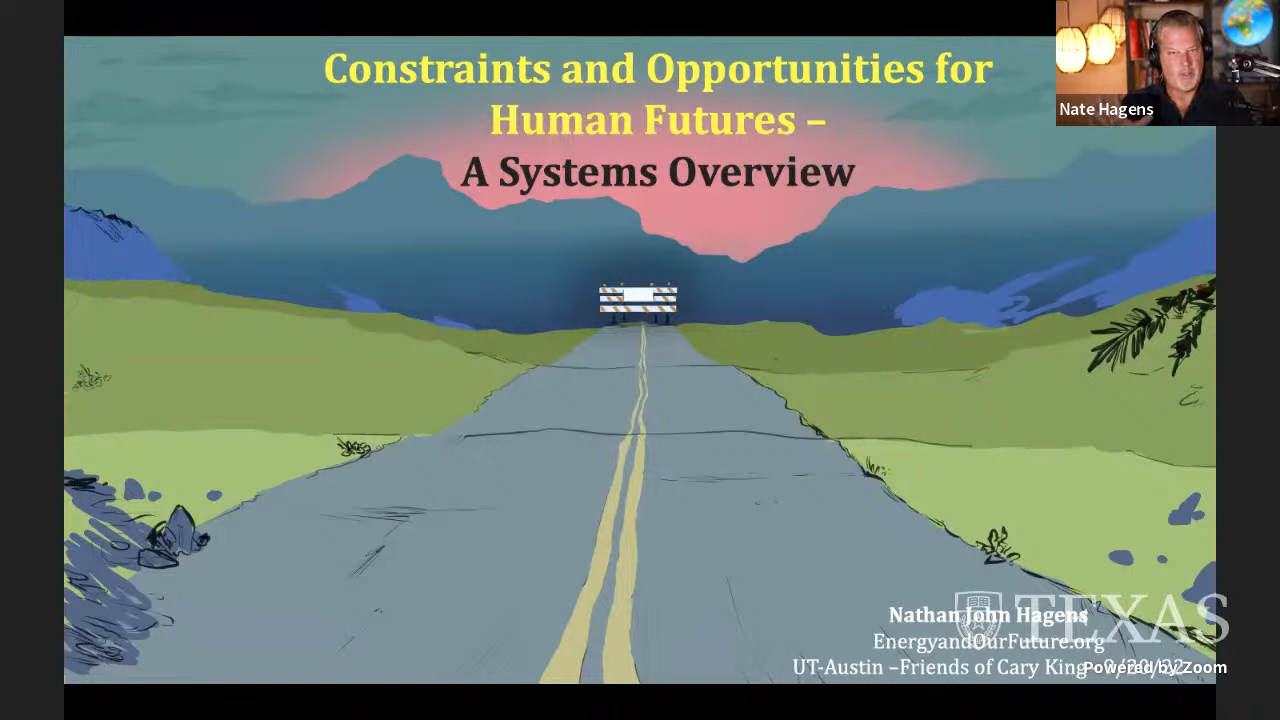 Constraints and Opportunities for
Human Futures –
A Systems Overview
Nate Hagens
Nathan John Hagens
TEXAS
EnergyandOurFuture.org
UT-Austin –Friends of Cary King
Powered by Zoom